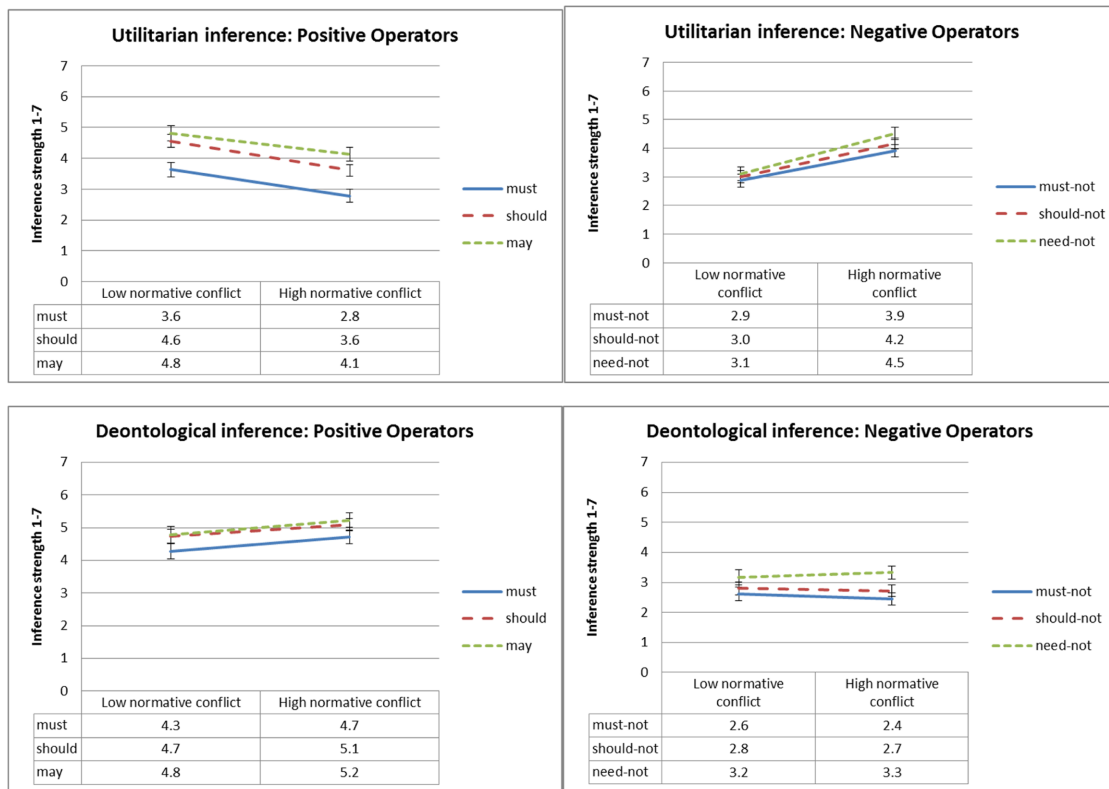 Utilitarian inference: Positive Operators
Inference strength 1-7
7
6
5
4
3
2
1
0
must
should
may
Low normative conflict High normative conflict
must 3.6 2.8
should 4.6 3.6
may 4.8 4.1
Utilitarian inference: Negative Operators
Inference strength 1-7
7
6
5
4
3
2
1
0
must-not
should-not
need-not
Low normative High normative
conflict conflict
must-not 2.9 3.9
should-not 3.0 4.2
need-not 3.1 4.5
Deontological inference: Positive Operators
Inference strength 1-7
7
6
5
4
3
2
1
0
must
should
may
Low normative conflict High normative conflict
must 4.3 4.7
should 4.7 5.1
may 4.8 5.2
Deontological inference: Negative Operators
Inference strength 1-7
7
6
5
4
3
2
1
0
must-not
should-not
need-not
Low normative High normative
conflict conflict
must-not 2.6 2.4
should-not 2.8 2.7
need-not 3.2 3.3